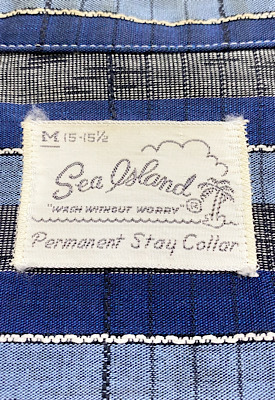 M 15-15½
Sea Island
"WASH WITHOUT WORRY" ®
Permanent Stay Collar